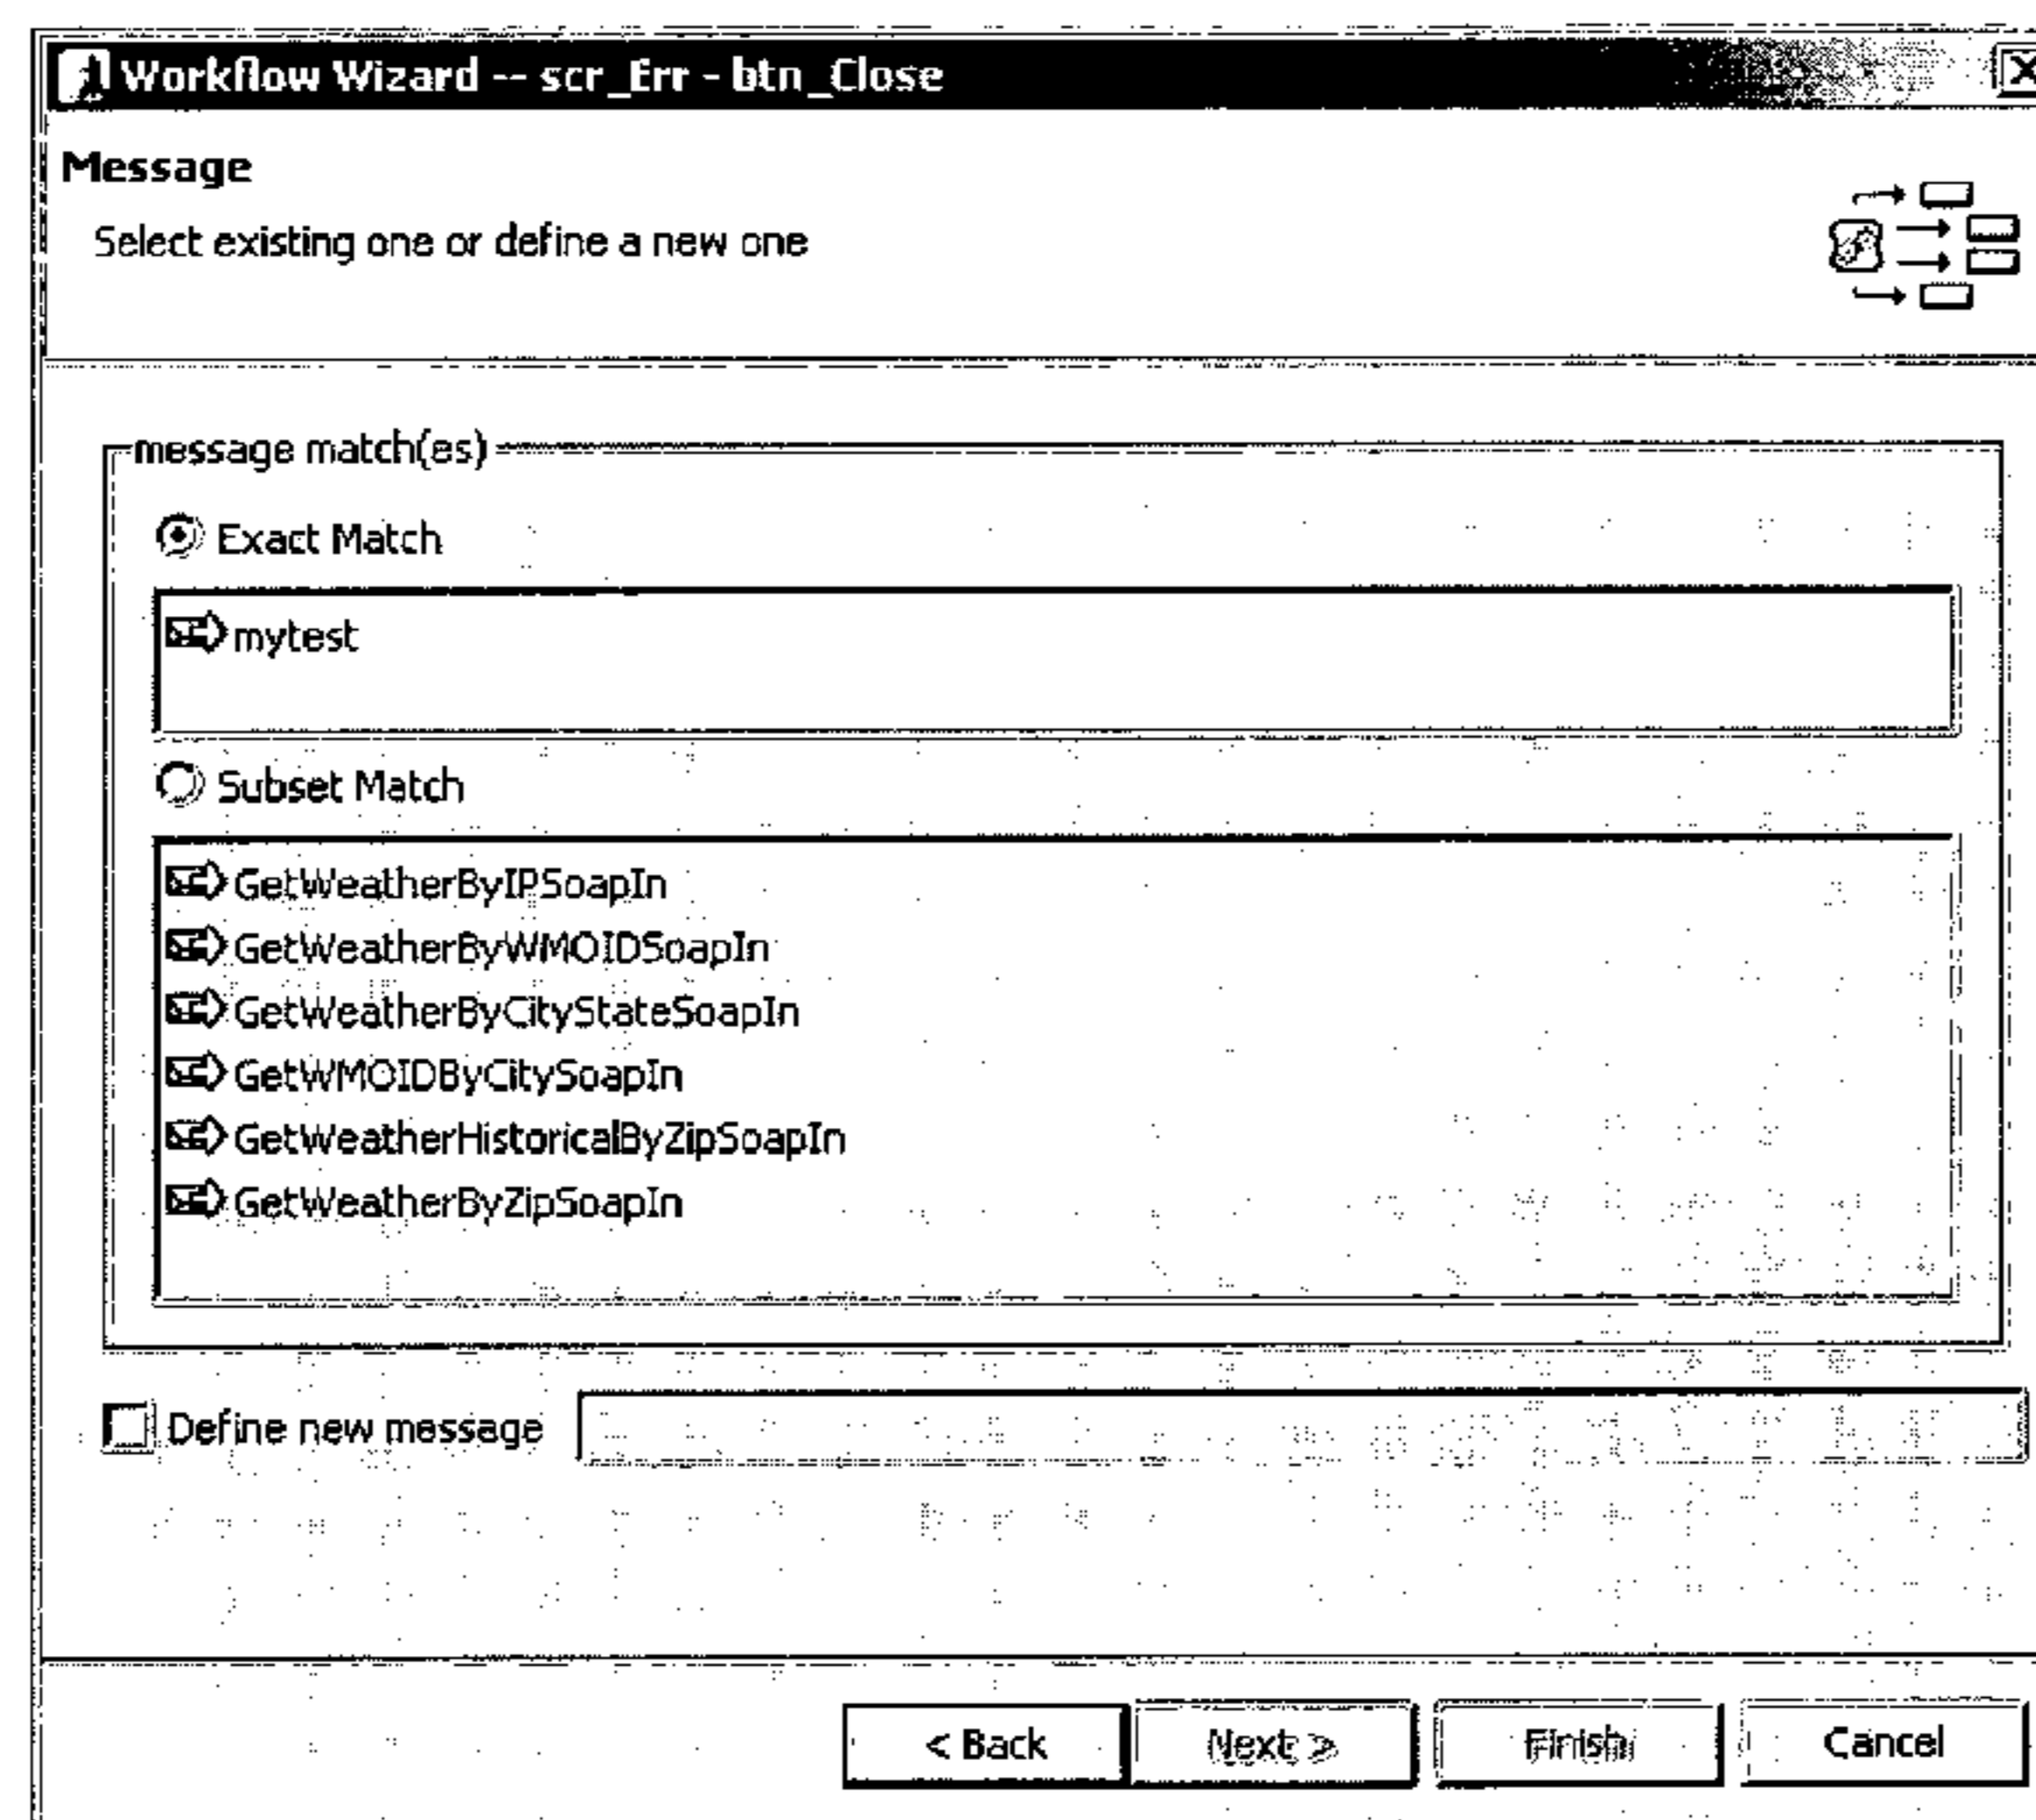 Workflow Wizard -- scr_Err - btn_Close
Message
Select existing one or define a new one
message match(es)
Exact Match
mytest
Subset Match
GetWeatherByIPSoapIn
GetWeatherByWMOIDSoapIn
GetWeatherByCityStateSoapIn
GetWMOIDByCitySoapIn
GetWeatherHistoricalByZipSoapIn
GetWeatherByZipSoapIn
Define new message
< Back Next > Finish Cancel